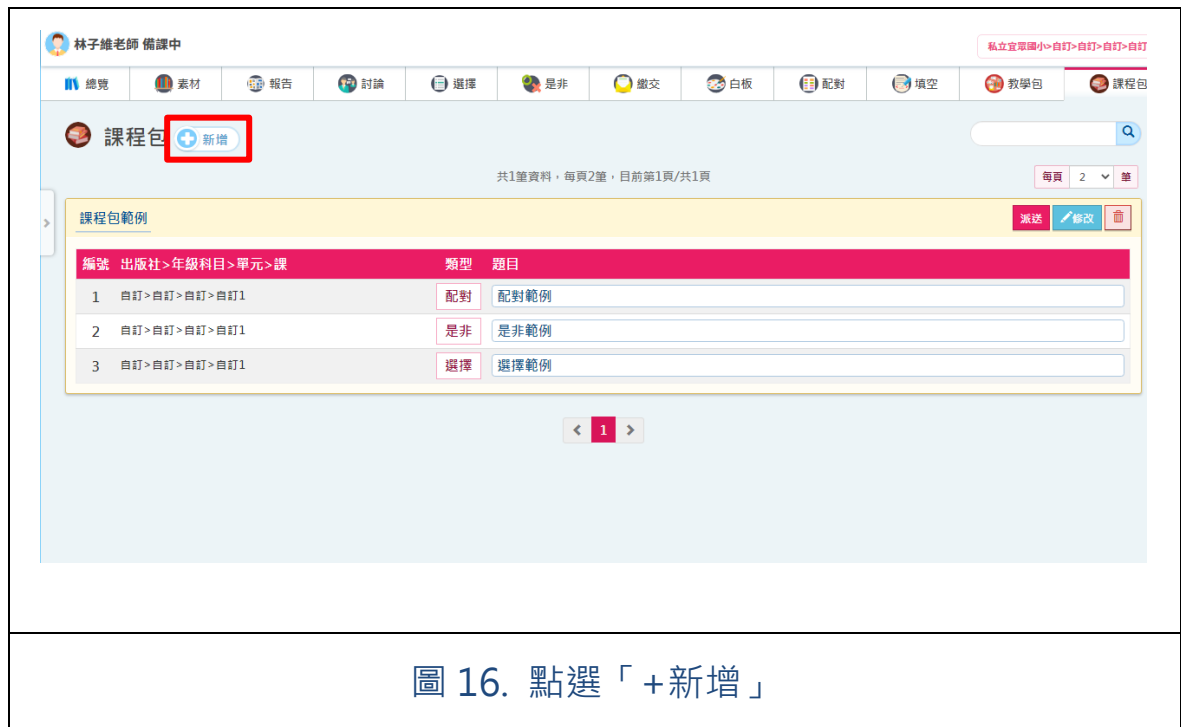 林子維老師 備課中
私立宜眾國小>自訂>自訂>自訂>自訂
總覽 素材 報告 討論 選擇 是非 繳交 白板 配對 填空 教學包 課程包
課程包 新增
共1筆資料，每頁2筆，目前第1頁/共1頁
每頁 2 筆
課程包範例
派送 修改
編號 出版社>年級科目>單元>課 類型 題目
1 自訂>自訂>自訂>自訂1 配對 配對範例
2 自訂>自訂>自訂>自訂1 是非 是非範例
3 自訂>自訂>自訂>自訂1 選擇 選擇範例
1
圖 16. 點選「+新增」